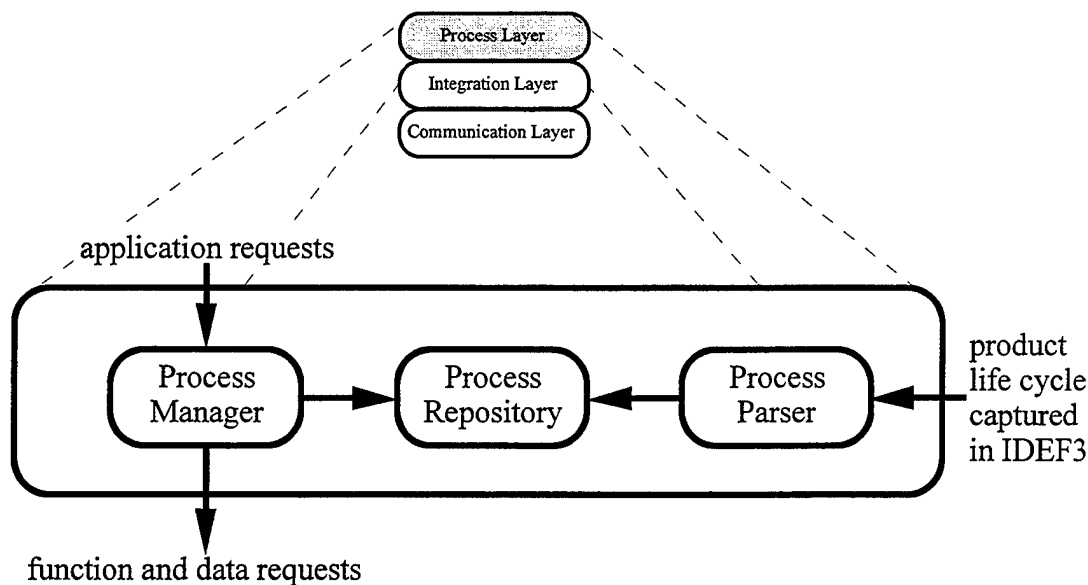 Process Layer
Integration Layer
Communication Layer
application requests
Process
Manager
Process
Repository
Process
Parser
product
life cycle
captured
in IDEF3
function and data requests